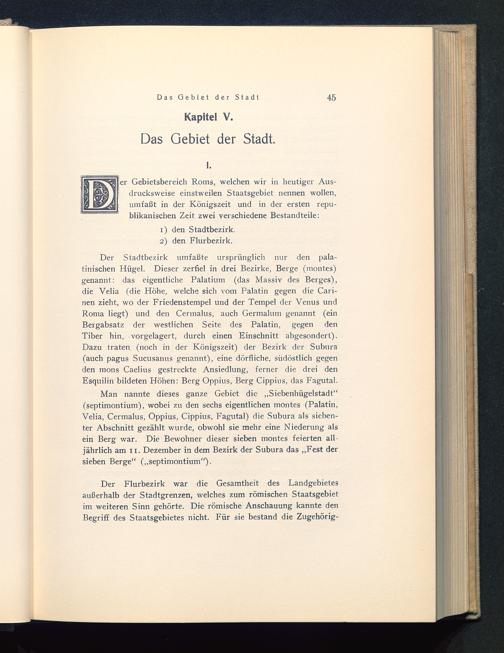 Das Gebiet der Stadt 45
Kapitel V.
Das Gebiet der Stadt.
I.
Der Gebietsbereich Roms, welchen wir in heutiger Aus-
drucksweise einstweilen Staatsgebiet nennen wollen,
umfaßt in der Königszeit und in der ersten repu-
blikanischen Zeit zwei verschiedene Bestandteile:
1) den Stadtbezirk.
2) den Flurbezirk.
Der Stadtbezirk umfaßte ursprünglich nur den pala-
tinischen Hügel. Dieser zerfiel in drei Bezirke, Berge (montes)
genannt: das eigentliche Palatium (das Massiv des Berges),
die Velia (die Höhe, welche sich vom Palatin gegen die Cari-
nen zieht, wo der Friedenstempel und der Tempel der Venus und
Roma liegt) und den Cermalus, auch Germalum genannt (ein
Bergabsatz der westlichen Seite des Palatin, gegen den
Tiber hin, vorgelagert, durch einen Einschnitt abgesondert).
Dazu traten (noch in der Königszeit) der Bezirk der Subura
(auch pagus Sucusanus genannt), eine dörfliche, südöstlich gegen
den mons Caelius gestreckte Ansiedlung, ferner die drei den
Esquilin bildeten Höhen: Berg Oppius, Berg Cippius, das Fagutal.
Man nannte dieses ganze Gebiet die „Siebenhügelstadt“
(septimontium), wobei zu den sechs eigentlichen montes (Palatin,
Velia, Cermalus, Oppius, Cippius, Fagutal) die Subura als sieben-
ter Abschnitt gezählt wurde, obwohl sie mehr eine Niederung als
ein Berg war. Die Bewohner dieser sieben montes feierten all-
jährlich am 11. Dezember in dem Bezirk der Subura das „Fest der
sieben Berge“ („septimontium“).
Der Flurbezirk war die Gesamtheit des Landgebietes
außerhalb der Stadtgrenzen, welches zum römischen Staatsgebiet
im weiteren Sinn gehörte. Die römische Anschauung kannte den
Begriff des Staatsgebietes nicht. Für sie bestand die Zugehörig-